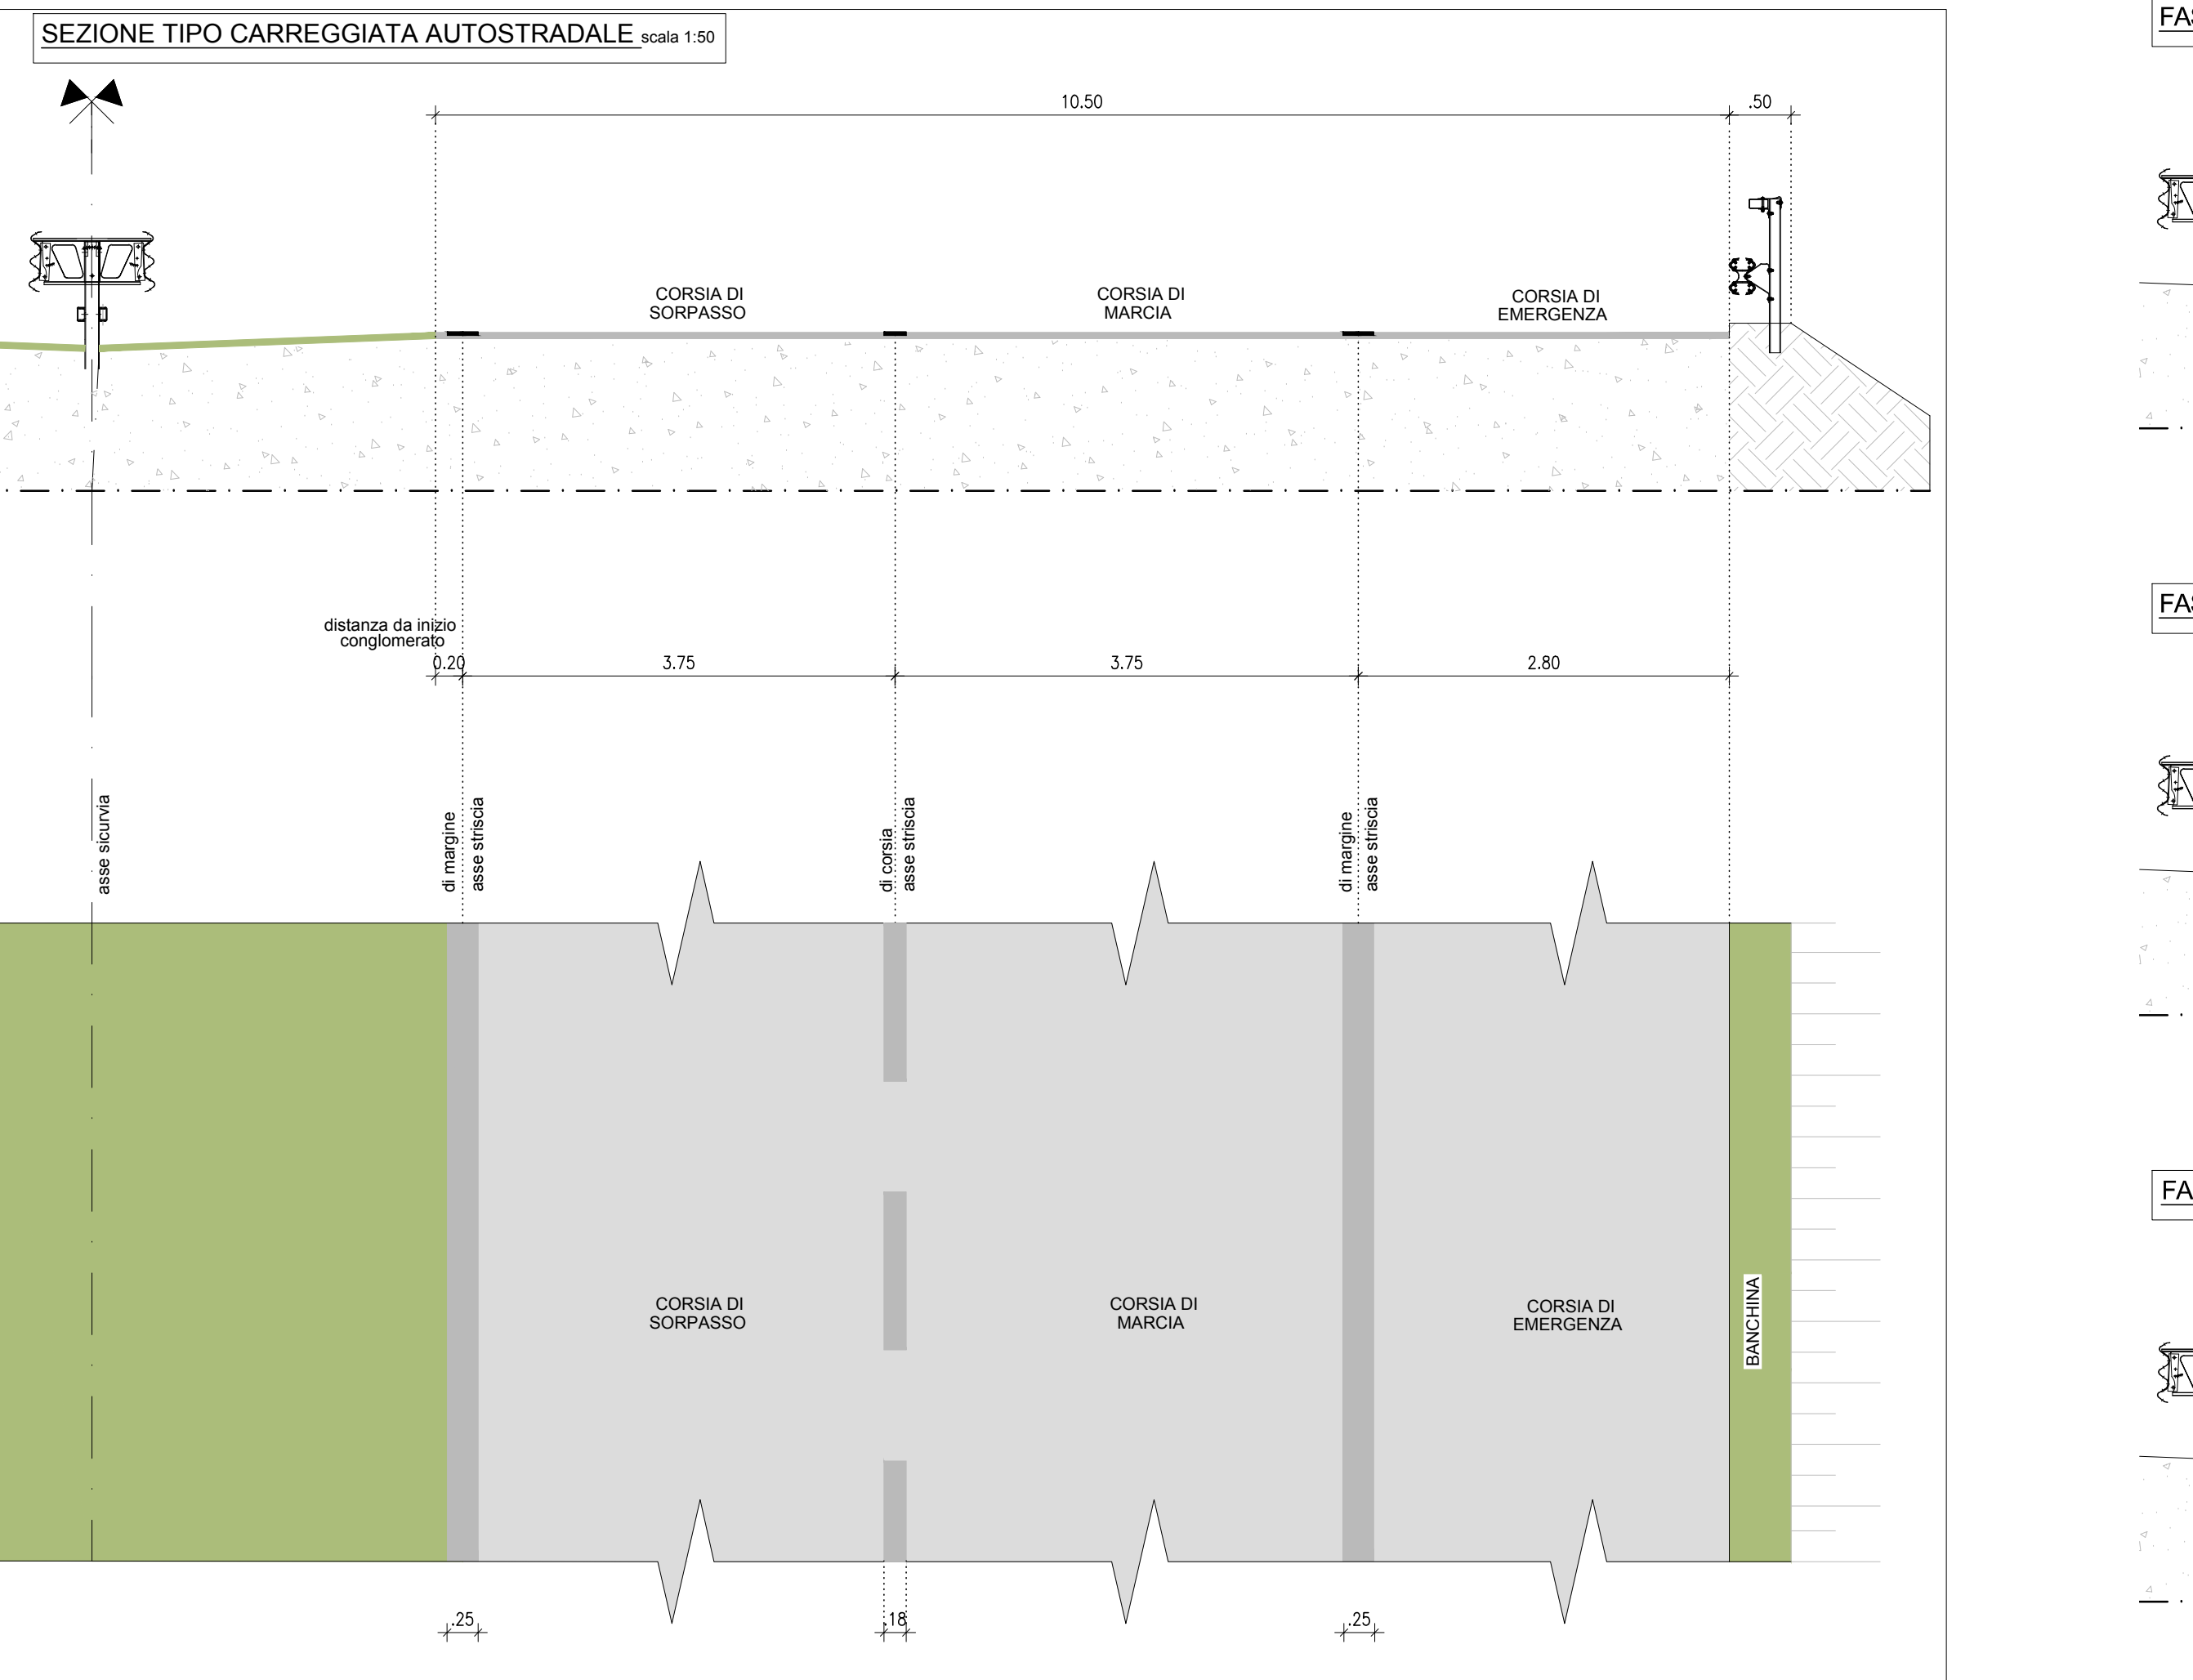 SEZIONE TIPO CARREGGIATA AUTOSTRADALE scala 1:50
10.50
.50
CORSIA DI
SORPASSO
CORSIA DI
MARCIA
CORSIA DI
EMERGENZA
distanza da inizio
conglomerato
0.20
3.75
3.75
2.80
asse sicurvia
di margine
asse striscia
di corsia
asse striscia
di margine
asse striscia
CORSIA DI
SORPASSO
CORSIA DI
MARCIA
CORSIA DI
EMERGENZA
BANCHINA
.25
.18
.25
FA